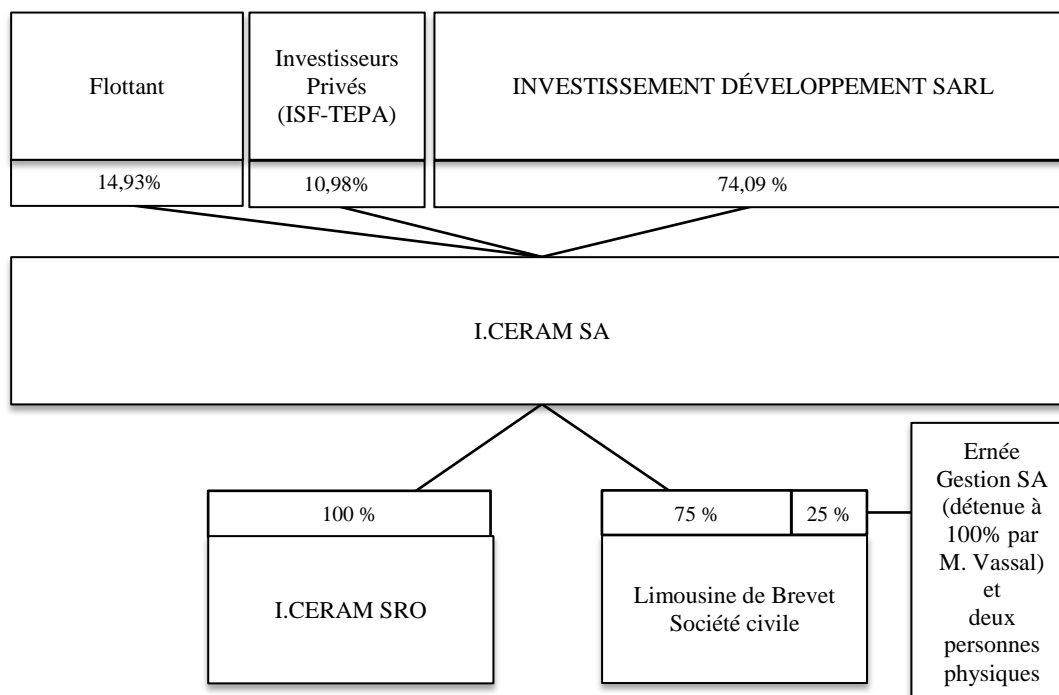 Flottant
Investisseurs
Privés
(ISF-TEPA)
INVESTISSEMENT DÉVELOPPEMENT SARL
14,93%
10,98%
74,09 %
I.CERAM SA
100 %
75 %
25 %
I.CERAM SRO
Limousine de Brevet
Société civile
Ernée
Gestion SA
(détenue à
100% par
M. Vassal)
et
deux
personnes
physiques